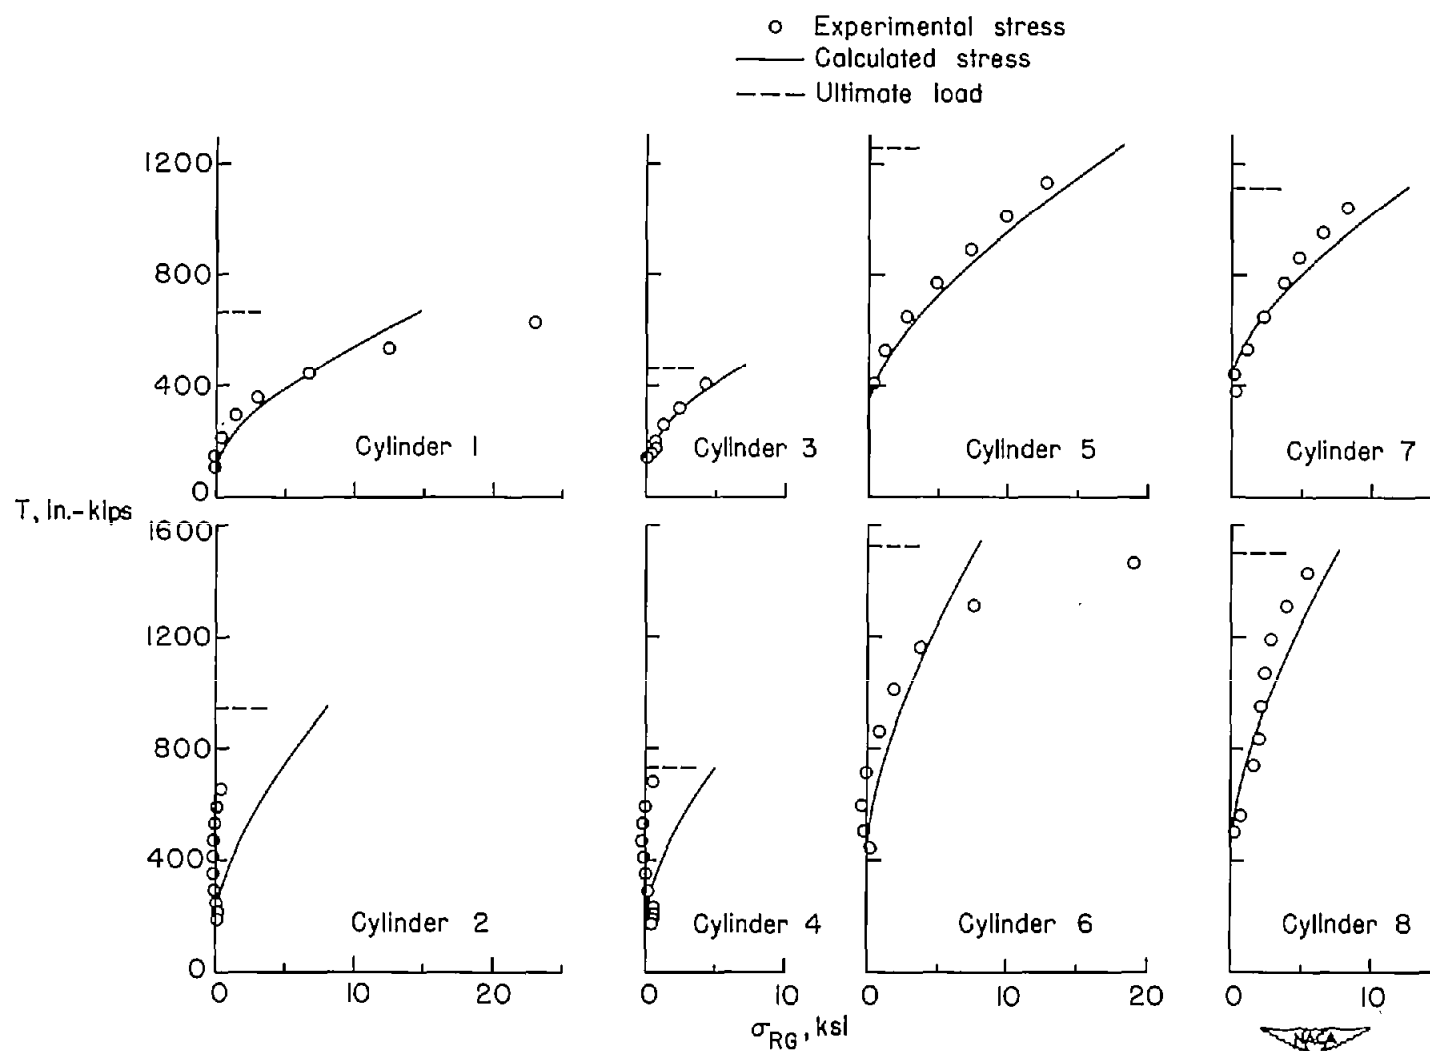 Experimental stress
Calculated stress
Ultimate load
1200
800
400
0
Cylinder 1
Cylinder 3
Cylinder 5
Cylinder 7
T, in.-kips
1600
1200
800
400
0
Cylinder 2
Cylinder 4
Cylinder 6
Cylinder 8
0 10 20 0 10 0 10 20 0 10
σRG, ksi
NACA